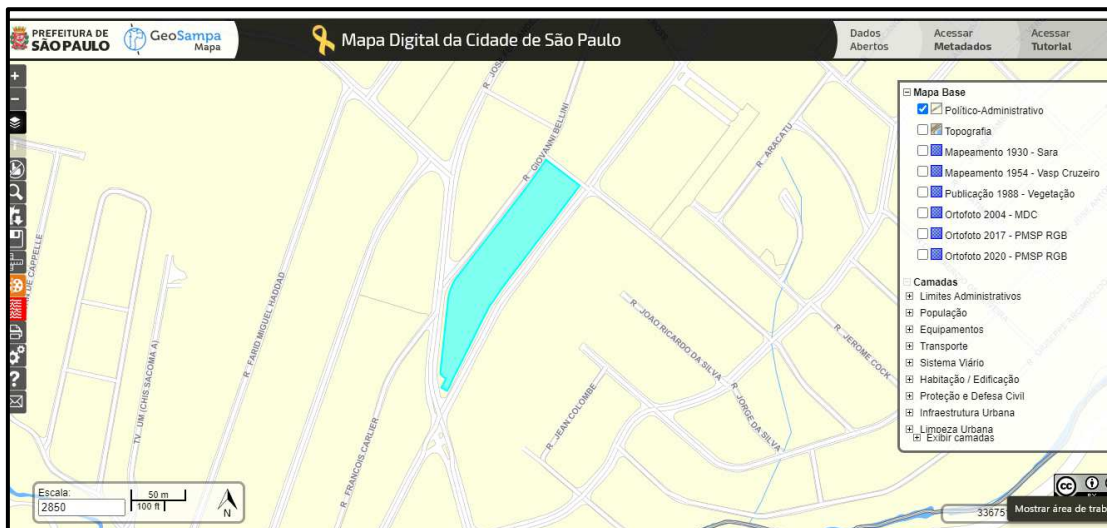 PREFEITURA DE
SÃO PAULO
GeoSampa
Mapa
Mapa Digital da Cidade de São Paulo
Dados
Abertos
Acessar
Metadados
Acessar
Tutorial
Mapa Base
Político-Administrativo
Topografia
Mapeamento 1930 - Sara
Mapeamento 1954 - Vasp Cruzeiro
Publicação 1988 - Vegetação
Ortofoto 2004 - MDC
Ortofoto 2017 - PMSP RGB
Ortofoto 2020 - PMSP RGB
Camadas
Limites Administrativos
População
Equipamentos
Transporte
Sistema Viário
Habitação / Edificação
Proteção e Defesa Civil
Infraestrutura Urbana
Limpeza Urbana
Exibir camadas
R . GIOVANNI BELLINI
R . ARACATU
R . FARID MIGUEL HADDAD
TV . UM (CHIS SACOMA A)
R . FRANCOIS CARLIER
R . JEAN COLOMBE
R . JOAO RICARDO DA SILVA
R . JORGE DA SILVA
R . JEROME COCK
DE CAPPELLE
Escala:
2850
50 m
100 ft
N
Mostrar área de trab